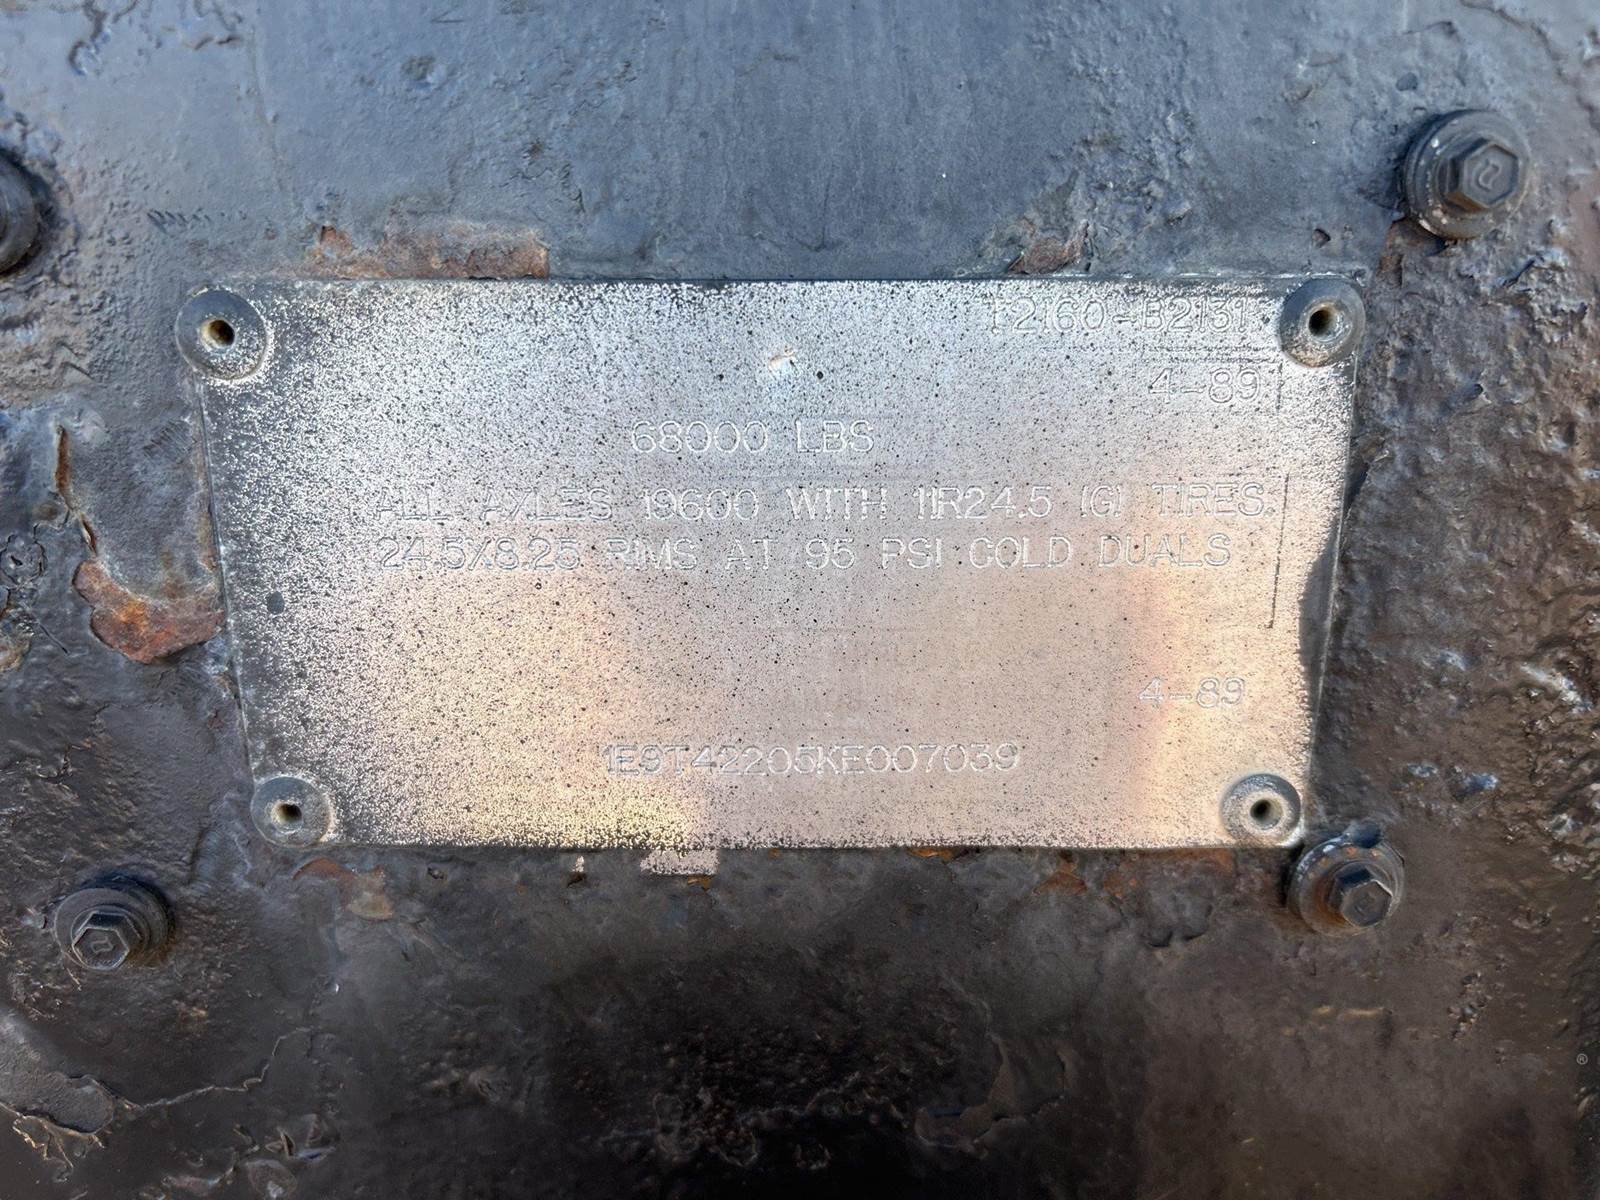 T2160-B2131
4-89
68000 LBS
ALL AXLES 19600 WITH 11R24.5 (G) TIRES.
24.5X8.25 RIMS AT 95 PSI COLD DUALS
4-89
1E9T42205KE007039